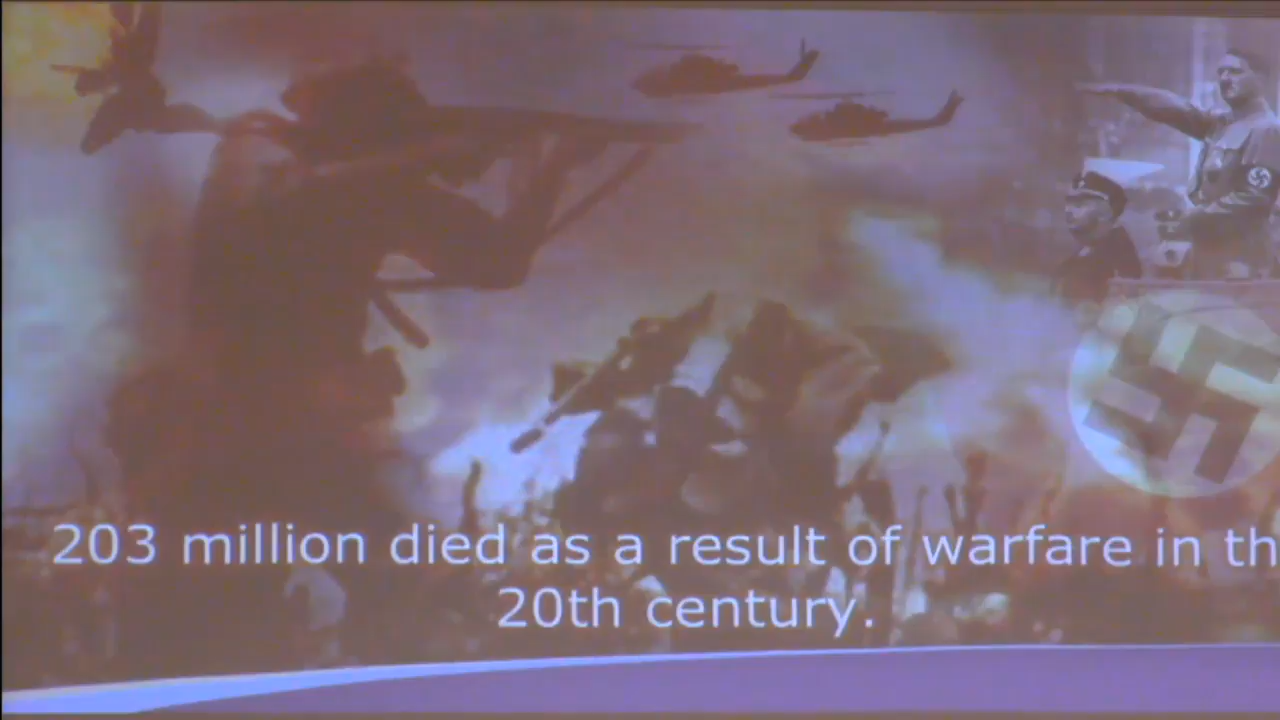 203 million died as a result of warfare in th
20th century.